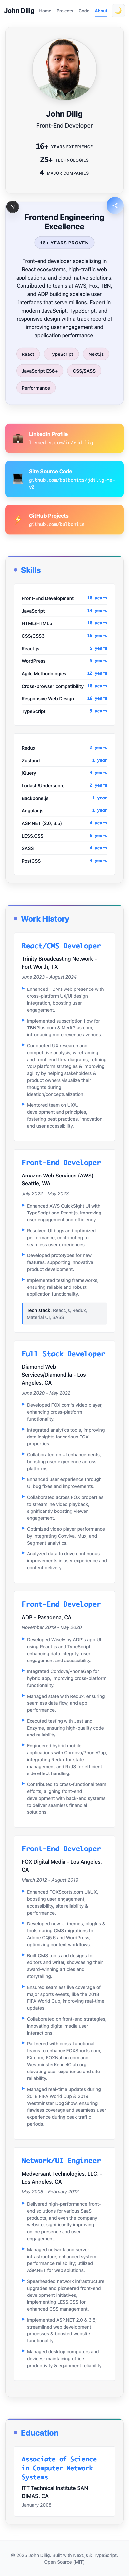 John Dilig
Home Projects Code About
John Dilig
Front-End Developer
16+ YEARS EXPERIENCE
25+ TECHNOLOGIES
4 MAJOR COMPANIES
Frontend Engineering
Excellence
16+ YEARS PROVEN
Front-end developer specializing in
React ecosystems, high-traffic web
applications, and cloud-native solutions.
Contributed to teams at AWS, Fox, TBN,
and ADP building scalable user
interfaces that serve millions. Expert in
modern JavaScript, TypeScript, and
responsive design with a track record of
improving user engagement and
application performance.
React TypeScript Next.js
JavaScript ES6+ CSS/SASS
Performance
LinkedIn Profile
linkedin.com/in/rjdilig
Site Source Code
GitHub Projects
github.com/balbonits
Skills
Front-End Development 16 years
JavaScript 14 years
HTML/HTML5 16 years
CSS/CSS3 16 years
React.js 5 years
WordPress 5 years
Agile Methodologies 12 years
Cross-browser compatibility 16 years
Responsive Web Design 15 years
TypeScript 3 years
Redux 2 years
Zustand 1 year
jQuery 4 years
Lodash/Underscore 2 years
Backbone.js 1 year
Angular.js 1 year
ASP.NET (2.0, 3.5) 4 years
LESS.CSS 6 years
SASS 4 years
PostCSS 4 years
Work History
React/CMS Developer
Trinity Broadcasting Network -
Fort Worth, TX
June 2023 - August 2024
Enhanced TBN's web presence with
cross-platform UX/UI design
integration, boosting user
engagement.
Implemented subscription flow for
TBNPlus.com & MeritPlus.com,
introducing more revenue avenues.
Conducted UX research and
competitive analysis, wireframing
and front-end flow diagrams, refining
VoD platform strategies & improving
agility by helping stakeholders &
product owners visualize their
thoughts during
ideation/conceptualization.
Mentored team on UX/UI
development and principles,
fostering best practices, innovation,
and user accessibility.
Front-End Developer
Amazon Web Services (AWS) -
Seattle, WA
July 2022 - May 2023
Enhanced AWS QuickSight UI with
TypeScript and React.js, improving
user engagement and efficiency.
Resolved UI bugs and optimized
performance, contributing to
seamless user experiences.
Developed prototypes for new
features, supporting innovative
product development.
Implemented testing frameworks,
ensuring reliable and robust
application functionality.
Tech stack: React.js, Redux,
Material UI, SASS
Full Stack Developer
Diamond Web
Services/Diamond.la - Los
Angeles, CA
June 2020 - May 2022
Developed FOX.com's video player,
enhancing cross-platform
functionality.
Integrated analytics tools, improving
data insights for various FOX
properties.
Collaborated on UI enhancements,
boosting user experience across
platforms.
Enhanced user experience through
UI bug fixes and improvements.
Collaborated across FOX properties
to streamline video playback,
significantly boosting viewer
engagement.
Optimized video player performance
by integrating Conviva, Mux, and
Segment analytics.
Analyzed data to drive continuous
improvements in user experience and
content delivery.
Front-End Developer
ADP - Pasadena, CA
November 2019 - May 2020
Developed Wisely by ADP's app UI
using React.js and TypeScript,
enhancing data integrity, user
engagement and accessibility.
Integrated Cordova/PhoneGap for
hybrid app, improving cross-platform
functionality.
Managed state with Redux, ensuring
seamless data flow, and app
performance.
Executed testing with Jest and
Enzyme, ensuring high-quality code
and reliability.
Engineered hybrid mobile
applications with Cordova/PhoneGap,
integrating Redux for state
management and RxJS for efficient
side effect handling.
Contributed to cross-functional team
efforts, aligning front-end
development with back-end systems
to deliver seamless financial
solutions.
Front-End Developer
FOX Digital Media - Los Angeles,
CA
March 2012 - August 2019
Enhanced FOXSports.com UI/UX,
boosting user engagement,
accessibility, site reliability &
performance.
Developed new UI themes, plugins &
tools during CMS migrations to
Adobe CQ5.6 and WordPress,
optimizing content workflows.
Built CMS tools and designs for
editors and writer, showcasing their
award-winning articles and
storytelling.
Ensured seamless live coverage of
major sports events, like the 2018
FIFA World Cup, improving real-time
updates.
Collaborated on front-end strategies,
innovating digital media user
interactions.
Partnered with cross-functional
teams to enhance FOXSports.com,
FX.com, FOXNation.com and
WestminsterKennelClub.org,
elevating user experience and site
reliability.
Managed real-time updates during
2018 FIFA World Cup & 2019
Westminster Dog Show, ensuring
flawless coverage and seamless user
experience during peak traffic
periods.
Network/UI Engineer
Medversant Technologies, LLC. -
Los Angeles, CA
May 2008 - February 2012
Delivered high-performance front-
end solutions for various SaaS
products, and even the company
website, significantly improving
online presence and user
engagement.
Managed network and server
infrastructure; enhanced system
performance reliability, utilized
ASP.NET for web solutions.
Spearheaded network infrastructure
upgrades and pioneered front-end
development initiatives,
implementing LESS.CSS for
enhanced CSS management.
Implemented ASP.NET 2.0 & 3.5;
streamlined web development
processes & boosted website
functionality.
Managed desktop computers and
devices; maintaining office
productivity & equipment reliability.
Education
Associate of Science
in Computer Network
Systems
ITT Technical Institute SAN
DIMAS, CA
January 2008
© 2025 John Dilig. Built with Next.js & TypeScript.
Open Source (MIT)